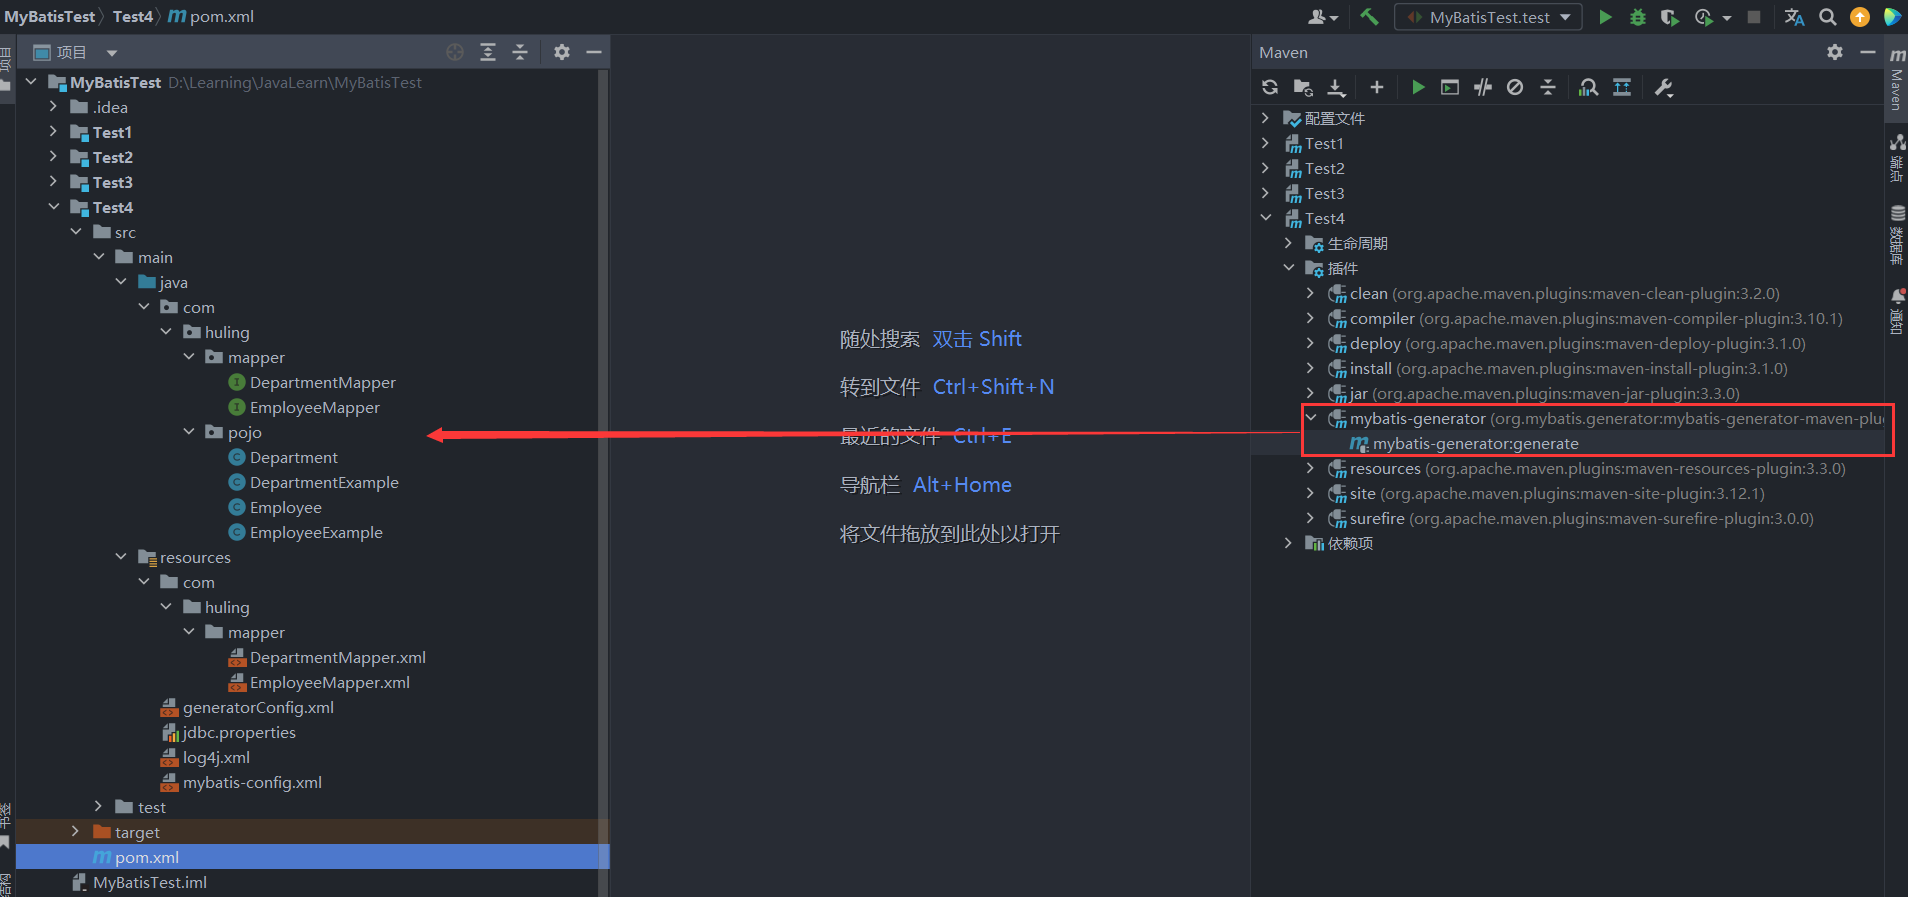 MyBatisTest 〉 Test4 〉 pom.xml
MyBatisTest.test
项目
MyBatisTest D:\Learning\JavaLearn\MyBatisTest
.idea
Test1
Test2
Test3
Test4
src
main
java
com
huling
mapper
DepartmentMapper
EmployeeMapper
pojo
Department
DepartmentExample
Employee
EmployeeExample
resources
com
huling
mapper
DepartmentMapper.xml
EmployeeMapper.xml
generatorConfig.xml
jdbc.properties
log4j.xml
mybatis-config.xml
test
target
pom.xml
MyBatisTest.iml
项目
书签
结构
随处搜索 双击 Shift
转到文件 Ctrl+Shift+N
最近的文件 Ctrl+E
导航栏 Alt+Home
将文件拖放到此处以打开
Maven
配置文件
Test1
Test2
Test3
Test4
生命周期
插件
clean (org.apache.maven.plugins:maven-clean-plugin:3.2.0)
compiler (org.apache.maven.plugins:maven-compiler-plugin:3.10.1)
deploy (org.apache.maven.plugins:maven-deploy-plugin:3.1.0)
install (org.apache.maven.plugins:maven-install-plugin:3.1.0)
jar (org.apache.maven.plugins:maven-jar-plugin:3.3.0)
mybatis-generator (org.mybatis.generator:mybatis-generator-maven-plu
mybatis-generator:generate
resources (org.apache.maven.plugins:maven-resources-plugin:3.3.0)
site (org.apache.maven.plugins:maven-site-plugin:3.12.1)
surefire (org.apache.maven.plugins:maven-surefire-plugin:3.0.0)
依赖项
Maven
端点
数据库
通知